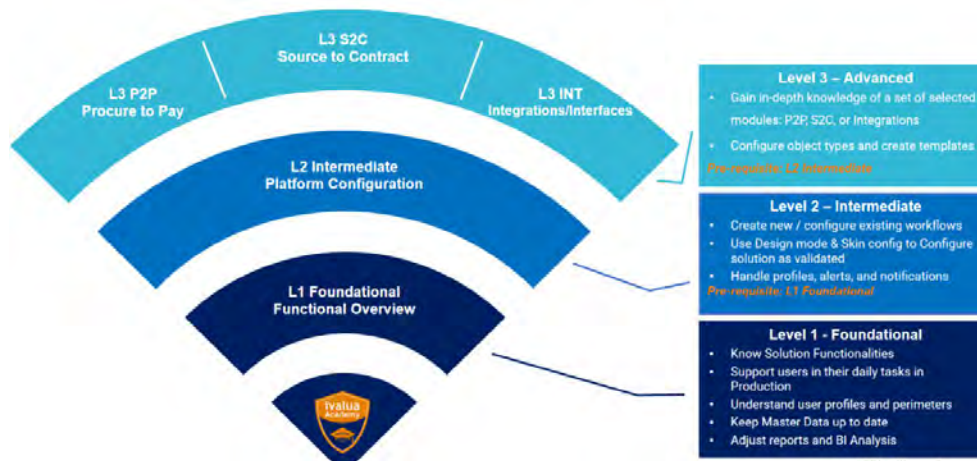 L3 S2C
Source to Contract
L3 P2P
Procure to Pay
L3 INT
Integrations/Interfaces
L2 Intermediate
Platform Configuration
L1 Foundational
Functional Overview
Ivalua
Academy
Level 3 – Advanced
• Gain in-depth knowledge of a set of selected
modules: P2P, S2C, or Integrations
• Configure object types and create templates
Pre-requisite: L2 Intermediate
Level 2 – Intermediate
• Create new / configure existing workflows
• Use Design mode & Skin config to Configure
solution as validated
• Handle profiles, alerts, and notifications
Pre-requisite: L1 Foundational
Level 1 - Foundational
• Know Solution Functionalities
• Support users in their daily tasks in
Production
• Understand user profiles and perimeters
• Keep Master Data up to date
• Adjust reports and BI Analysis